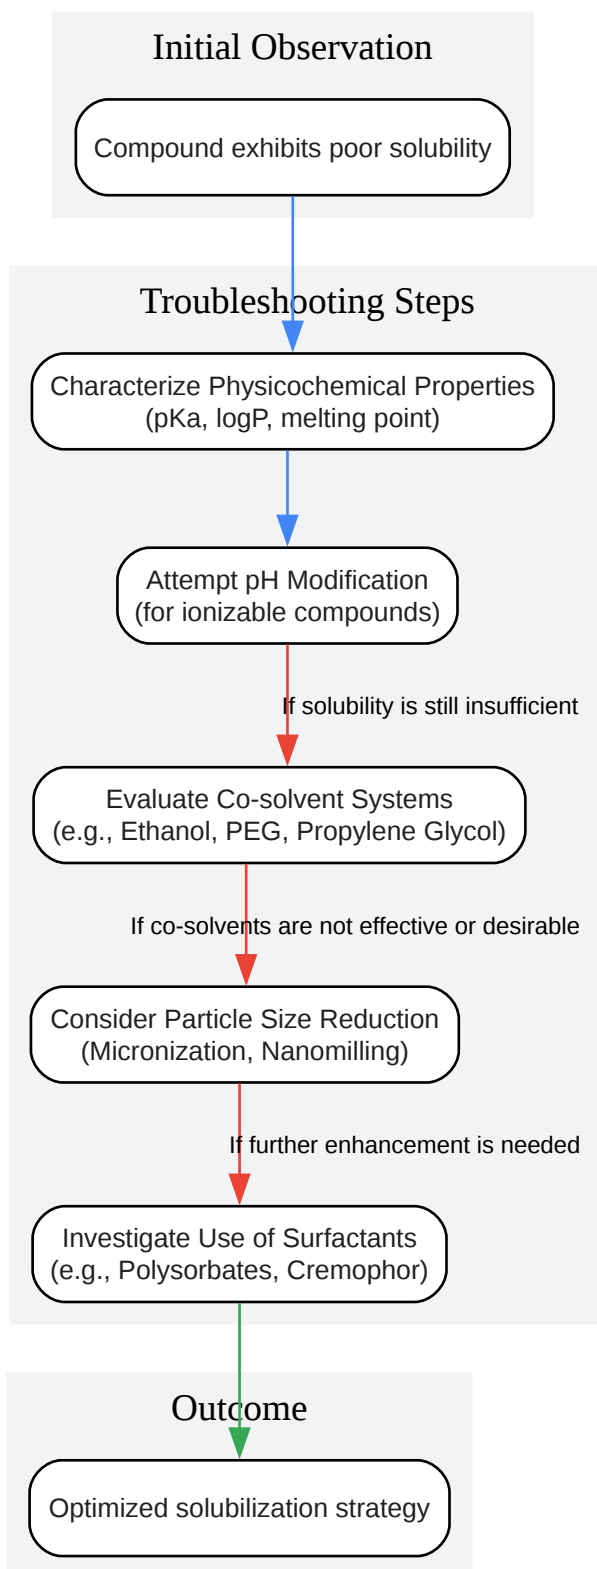 Initial Observation
Compound exhibits poor solubility
Troubleshooting Steps
Characterize Physicochemical Properties
(pKa, logP, melting point)
Attempt pH Modification
(for ionizable compounds)
If solubility is still insufficient
Evaluate Co-solvent Systems
(e.g., Ethanol, PEG, Propylene Glycol)
If co-solvents are not effective or desirable
Consider Particle Size Reduction
(Micronization, Nanomilling)
If further enhancement is needed
Investigate Use of Surfactants
(e.g., Polysorbates, Cremophor)
Outcome
Optimized solubilization strategy